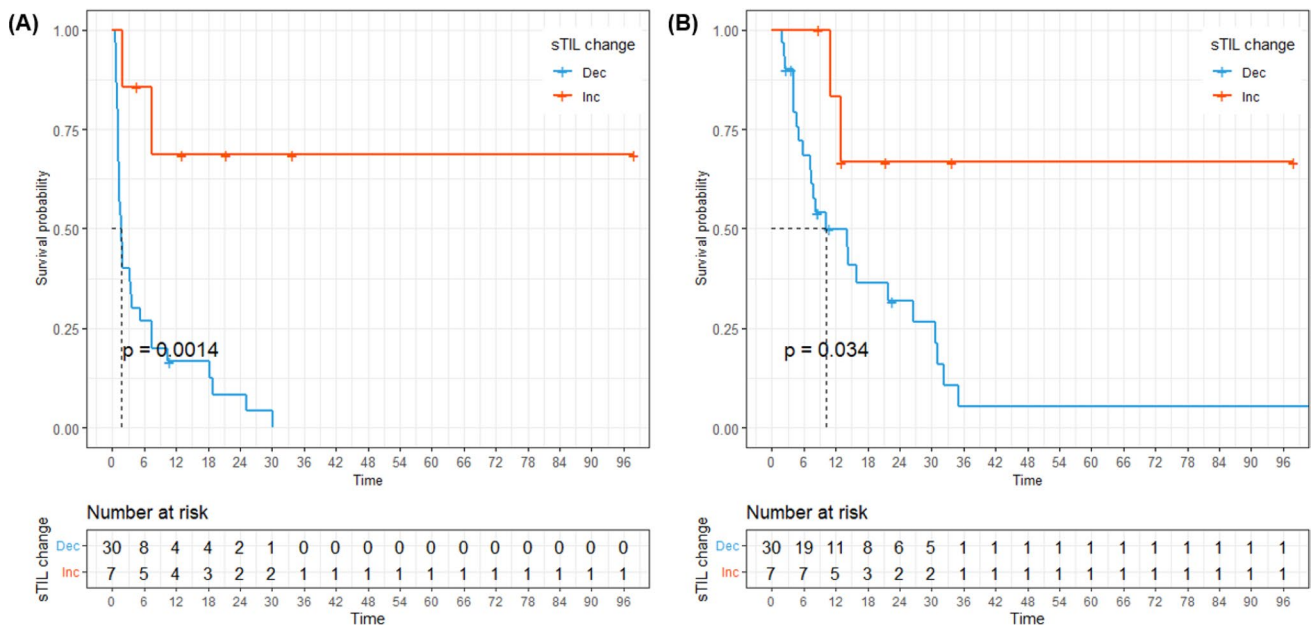 (A)
sTIL change
Dec
Inc
1.00
0.75
0.50
0.25
0.00
Survival probability
p = 0.0014
0 6 12 18 24 30 36 42 48 54 60 66 72 78 84 90 96
Time
Number at risk
sTIL change
Dec 30 8 4 4 2 1 0 0 0 0 0 0 0 0 0 0 0
Inc 7 5 4 3 2 2 1 1 1 1 1 1 1 1 1 1 1
0 6 12 18 24 30 36 42 48 54 60 66 72 78 84 90 96
Time
(B)
sTIL change
Dec
Inc
1.00
0.75
0.50
0.25
0.00
Survival probability
p = 0.034
0 6 12 18 24 30 36 42 48 54 60 66 72 78 84 90 96
Time
Number at risk
sTIL change
Dec 30 19 11 8 6 5 1 1 1 1 1 1 1 1 1 1 1
Inc 7 7 5 3 2 2 1 1 1 1 1 1 1 1 1 1 1
0 6 12 18 24 30 36 42 48 54 60 66 72 78 84 90 96
Time